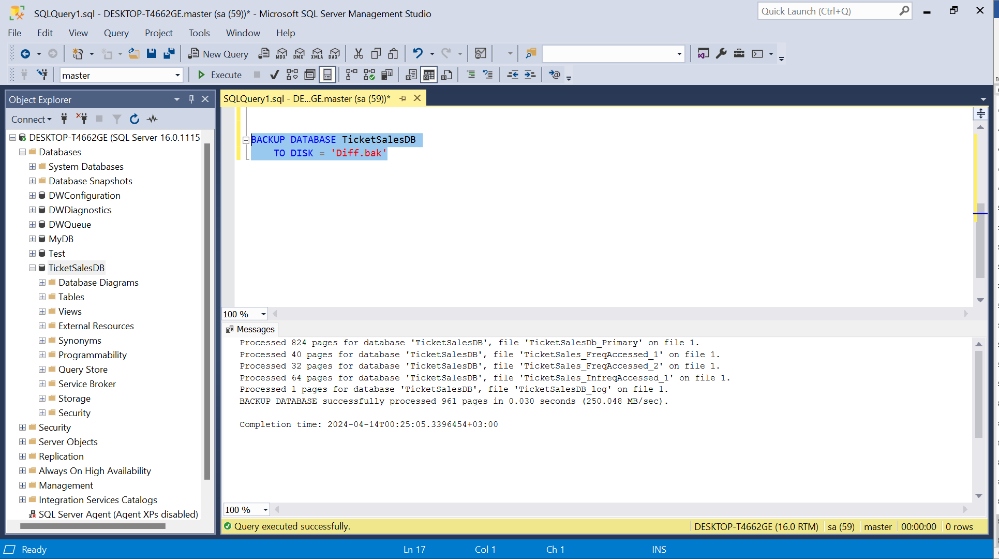 SQLQuery1.sql - DESKTOP-T4662GE.master (sa (59))* - Microsoft SQL Server Management Studio
Quick Launch (Ctrl+Q)
File Edit View Query Project Tools Window Help
New Query MDX DMX XMLA DAX
master Execute
Object Explorer
SQLQuery1.sql - DE...GE.master (sa (59))*
Connect
DESKTOP-T4662GE (SQL Server 16.0.1115
Databases
System Databases
Database Snapshots
DWConfiguration
DWDiagnostics
DWQueue
MyDB
Test
TicketSalesDB
Database Diagrams
Tables
Views
External Resources
Synonyms
Programmability
Query Store
Service Broker
Storage
Security
Security
Server Objects
Replication
Always On High Availability
Management
Integration Services Catalogs
SQL Server Agent (Agent XPs disabled)
BACKUP DATABASE TicketSalesDB
TO DISK = 'Diff.bak'
100 %
Messages
Processed 824 pages for database 'TicketSalesDB', file 'TicketSalesDb_Primary' on file 1.
Processed 40 pages for database 'TicketSalesDB', file 'TicketSales_FreqAccessed_1' on file 1.
Processed 32 pages for database 'TicketSalesDB', file 'TicketSales_FreqAccessed_2' on file 1.
Processed 64 pages for database 'TicketSalesDB', file 'TicketSales_InfreqAccessed_1' on file 1.
Processed 1 pages for database 'TicketSalesDB', file 'TicketSalesDB_log' on file 1.
BACKUP DATABASE successfully processed 961 pages in 0.030 seconds (250.048 MB/sec).
Completion time: 2024-04-14T00:25:05.3396454+03:00
100 %
Query executed successfully. DESKTOP-T4662GE (16.0 RTM) sa (59) master 00:00:00 0 rows
Ready Ln 17 Col 1 Ch 1 INS